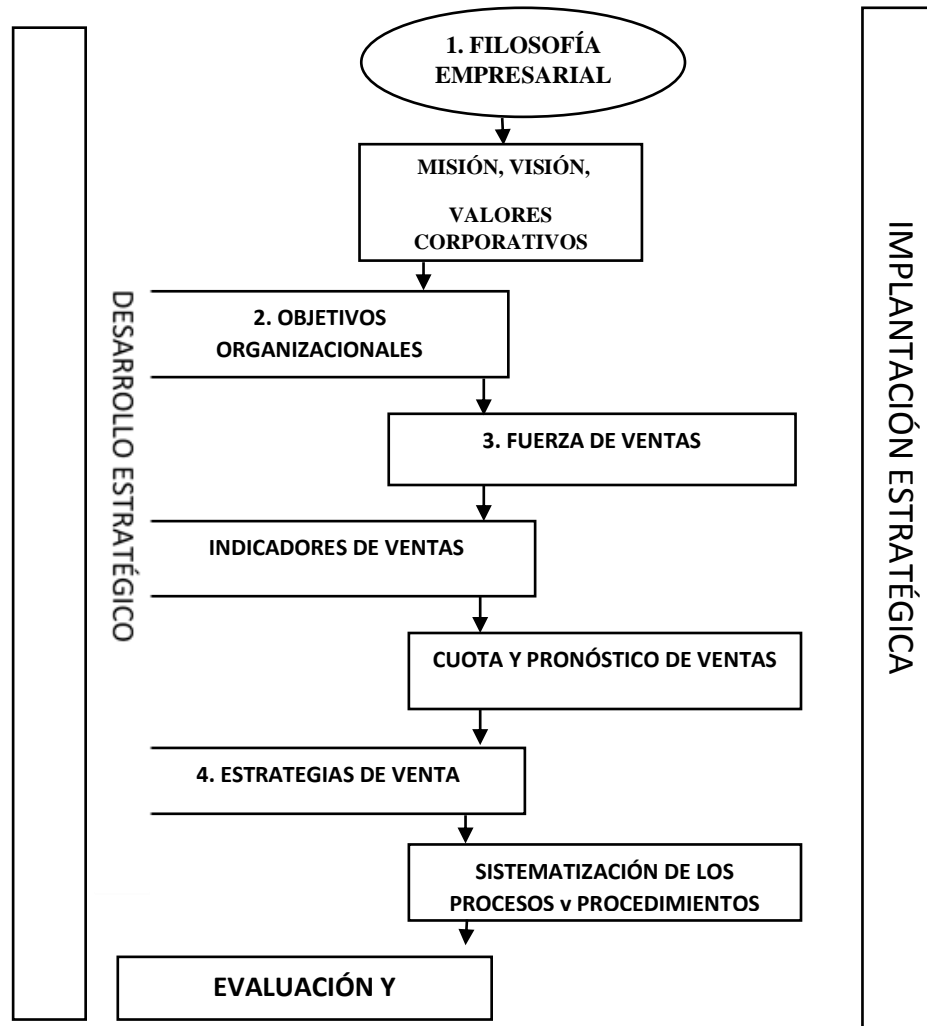 1. FILOSOFÍA
EMPRESARIAL
MISIÓN, VISIÓN,
VALORES
CORPORATIVOS
2. OBJETIVOS
ORGANIZACIONALES
3. FUERZA DE VENTAS
INDICADORES DE VENTAS
CUOTA Y PRONÓSTICO DE VENTAS
4. ESTRATEGIAS DE VENTA
SISTEMATIZACIÓN DE LOS
PROCESOS v PROCEDIMIENTOS
EVALUACIÓN Y
DESARROLLO ESTRATÉGICO
IMPLANTACIÓN ESTRATÉGICA